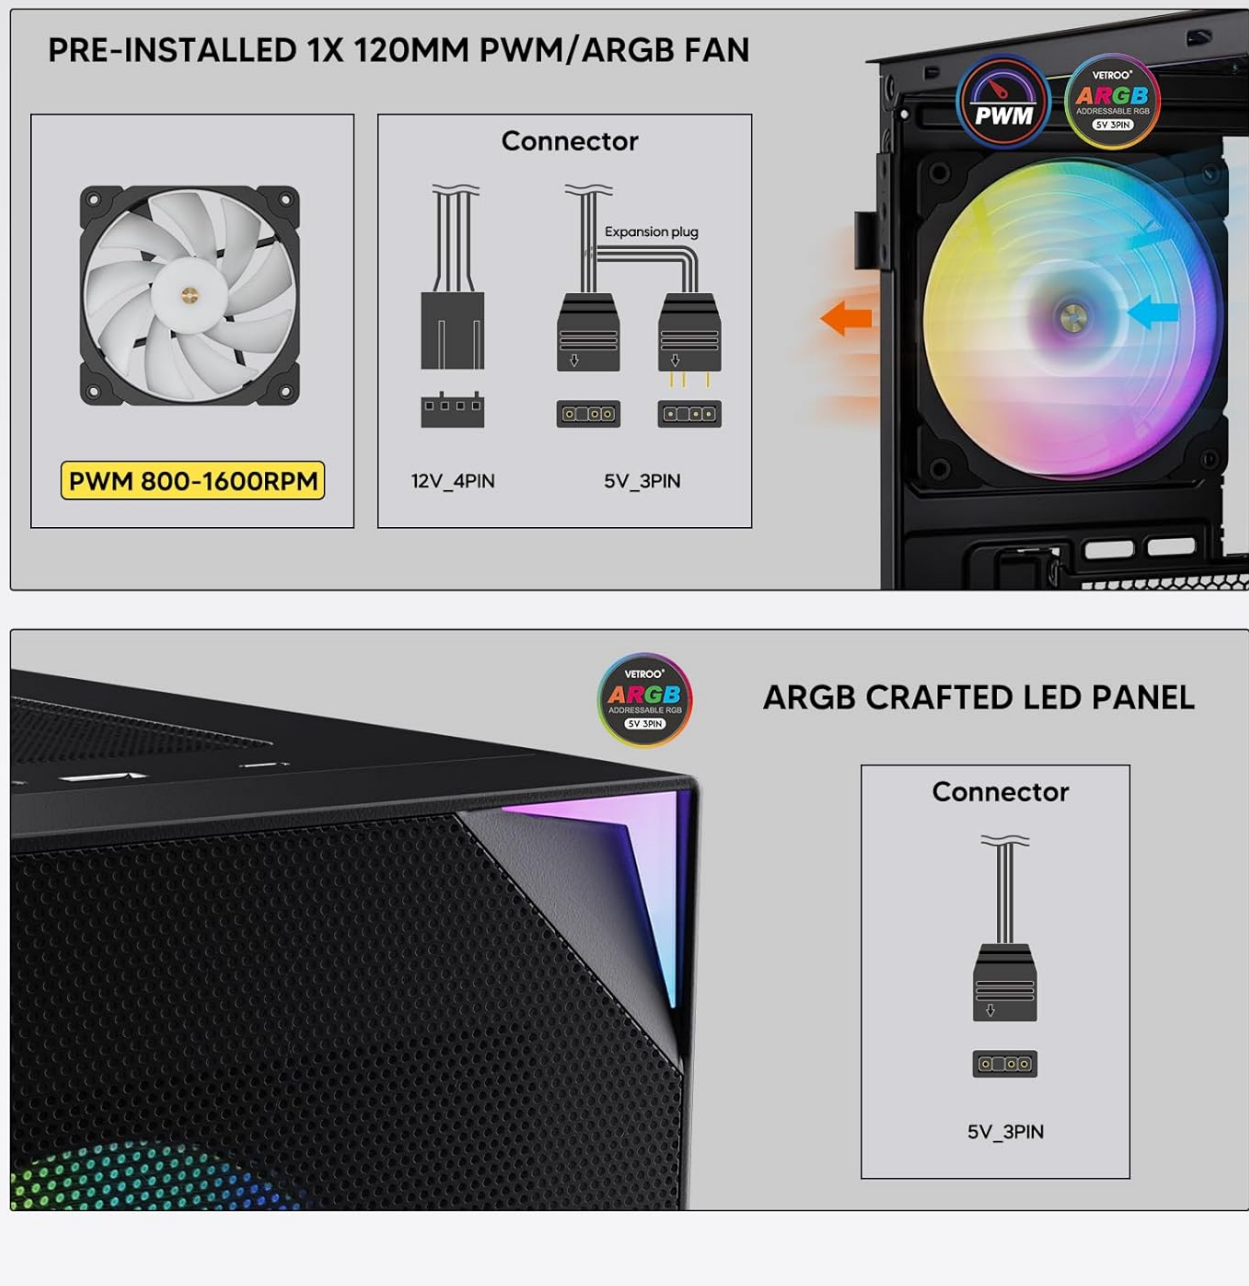 PRE-INSTALLED 1X 120MM PWM/ARGB FAN
PWM 800-1600RPM
Connector
Expansion plug
12V_4PIN
5V_3PIN
PWM
VETROO®
ARGB
ADDRESSABLE RGB
5V 3PIN
VETROO®
ARGB
ADDRESSABLE RGB
5V 3PIN
ARGB CRAFTED LED PANEL
Connector
5V_3PIN